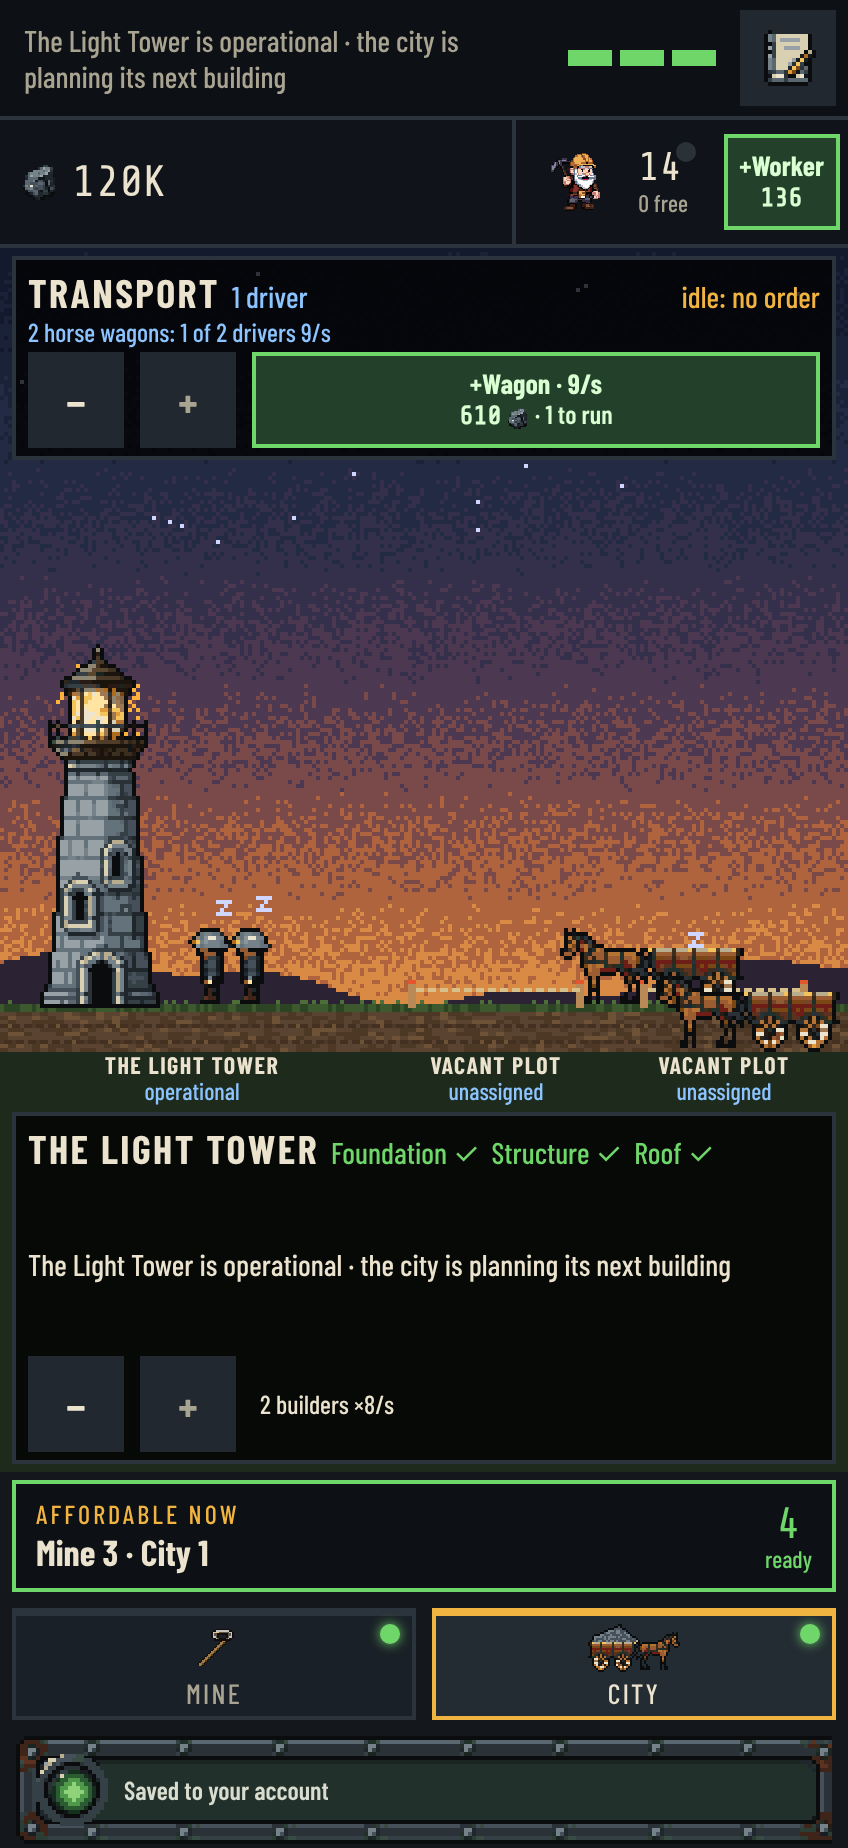 The Light Tower is operational · the city is
planning its next building
120K
14
0 free
+Worker
136
TRANSPORT 1 driver
idle: no order
2 horse wagons: 1 of 2 drivers 9/s
− +
+Wagon · 9/s
610 · 1 to run
z z
z
THE LIGHT TOWER
operational
VACANT PLOT
unassigned
VACANT PLOT
unassigned
THE LIGHT TOWER Foundation ✓ Structure ✓ Roof ✓
The Light Tower is operational · the city is planning its next building
− + 2 builders ×8/s
AFFORDABLE NOW
Mine 3 · City 1
4
ready
MINE
CITY
Saved to your account